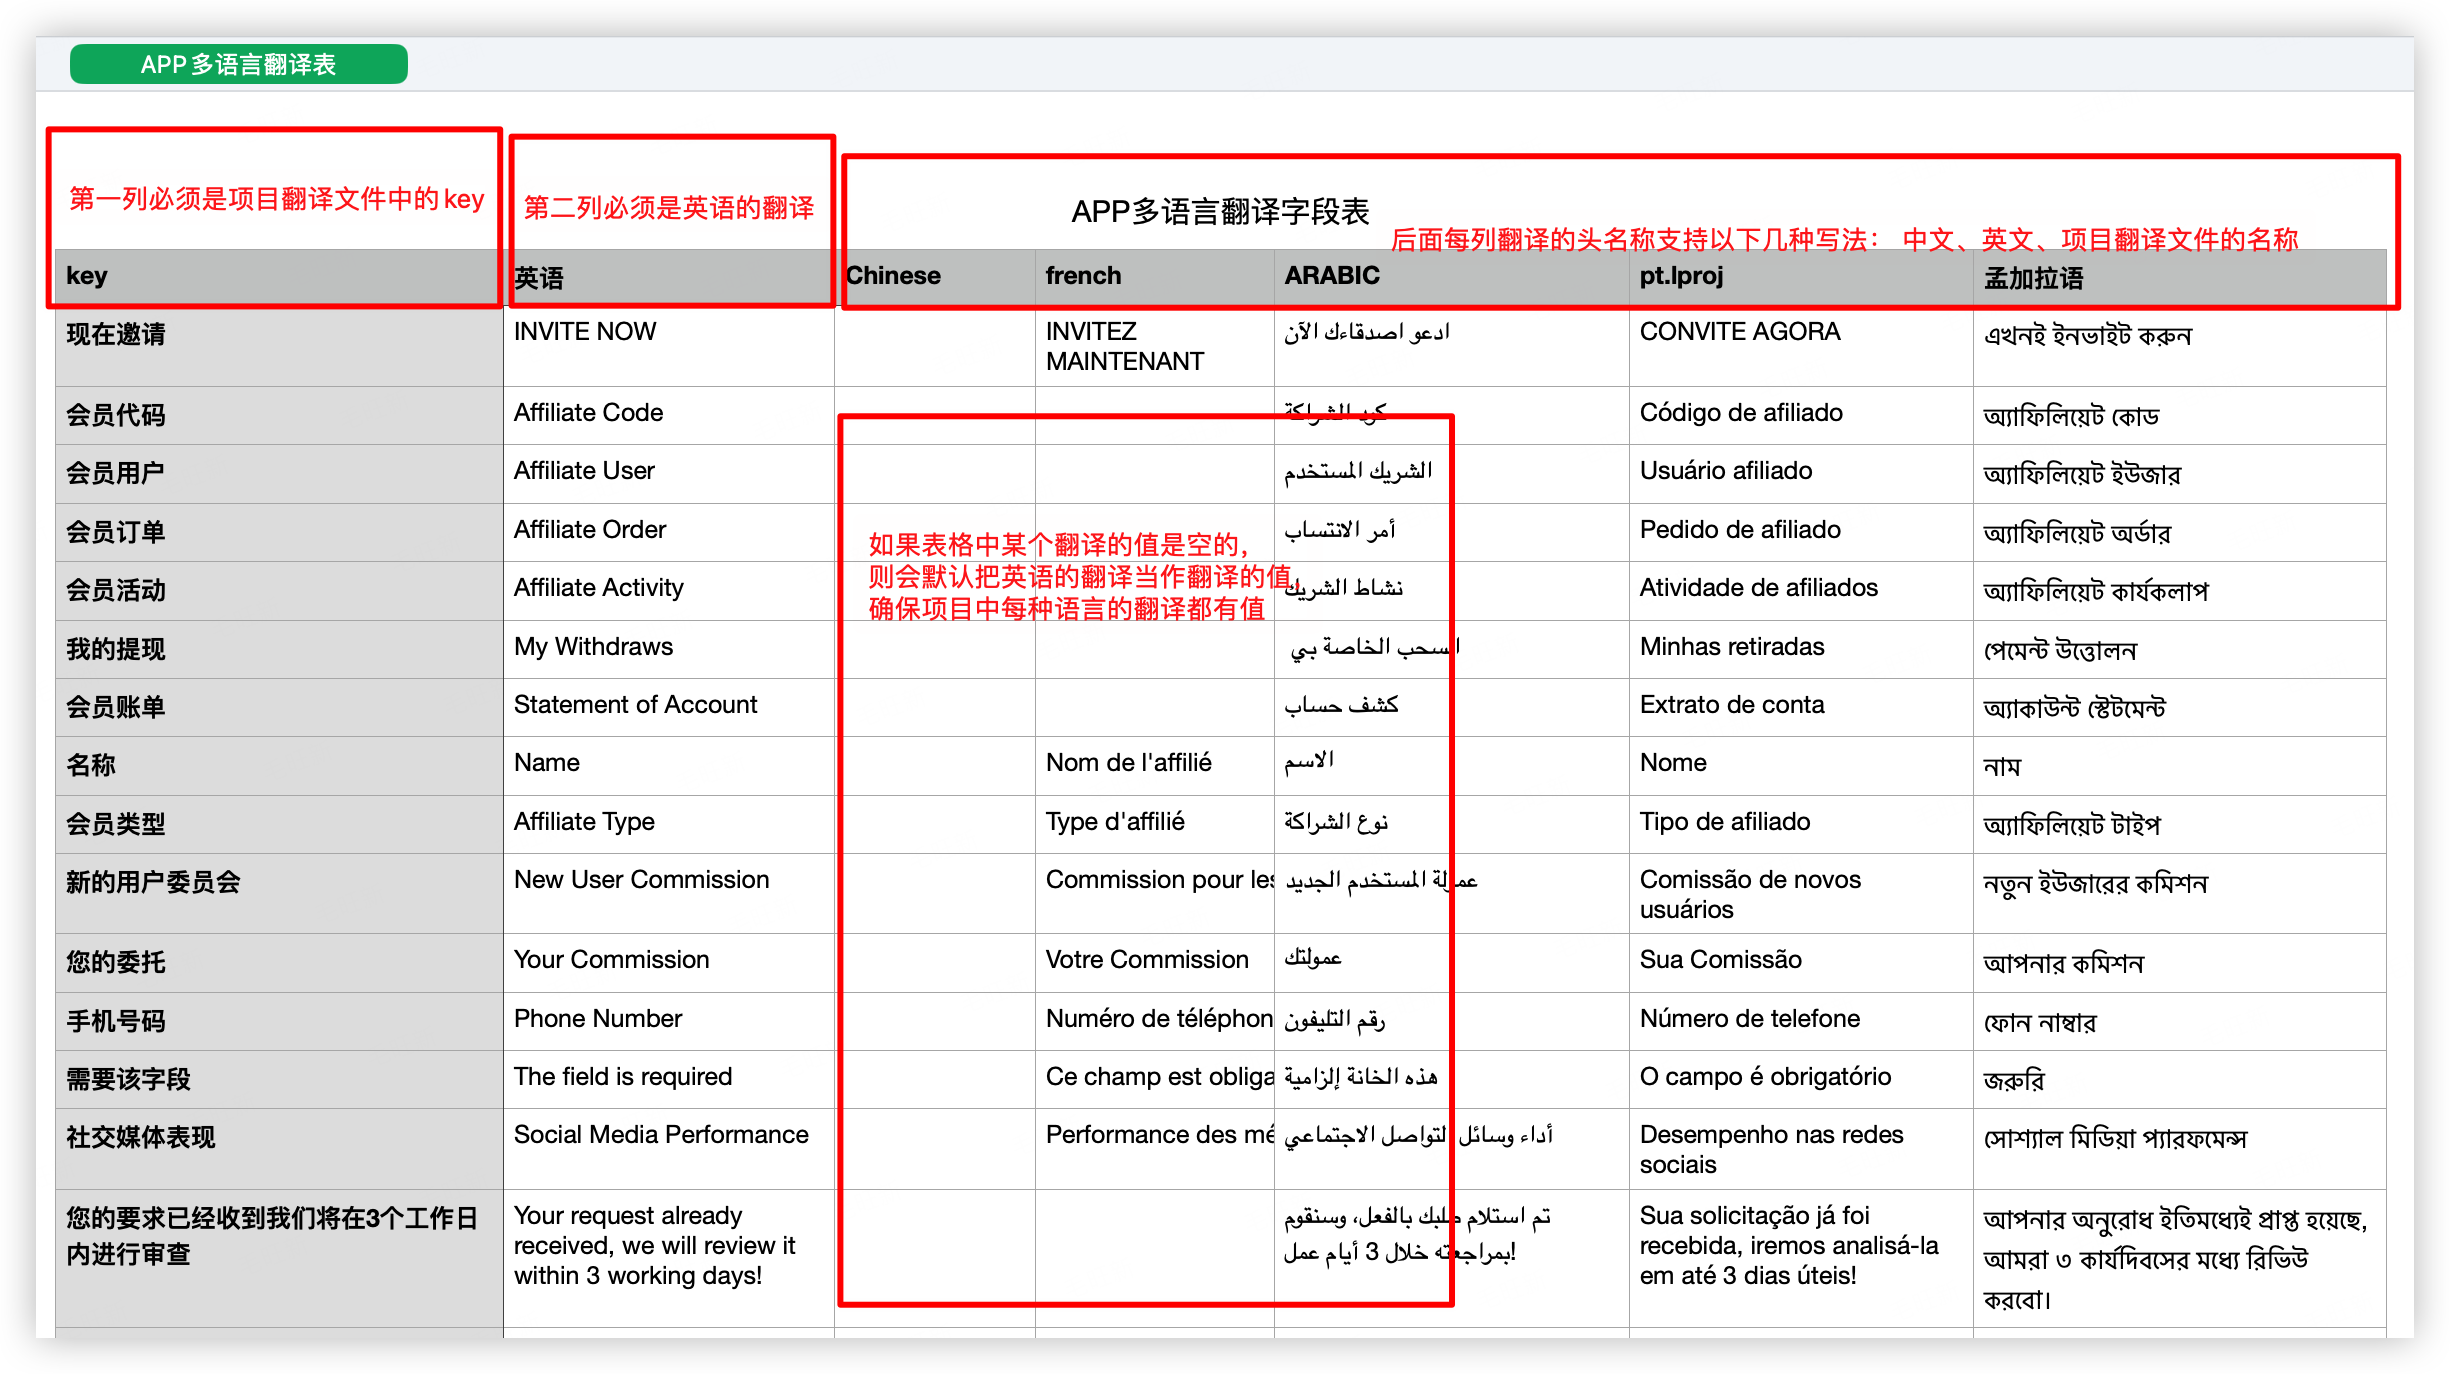 APP多语言翻译表
第一列必须是项目翻译文件中的key
第二列必须是英语的翻译
APP多语言翻译字段表
后面每列翻译的头名称支持以下几种写法： 中文、英文、项目翻译文件的名称
key 英语 Chinese french ARABIC pt.lproj 孟加拉语
现在邀请 INVITE NOW INVITEZ ادعو اصدقاءك الآن CONVITE AGORA এখনই ইনভাইট করুন
MAINTENANT
会员代码 Affiliate Code كود الشراكة Código de afiliado অ্যাফিলিয়েট কোড
会员用户 Affiliate User الشريك المستخدم Usuário afiliado অ্যাফিলিয়েট ইউজার
会员订单 Affiliate Order أمر الانتساب Pedido de afiliado অ্যাফিলিয়েট অর্ডার
如果表格中某个翻译的值是空的，
则会默认把英语的翻译当作翻译的值，
确保项目中每种语言的翻译都有值
会员活动 Affiliate Activity نشاط الشريك Atividade de afiliados অ্যাফিলিয়েট কার্যকলাপ
我的提现 My Withdraws السحب الخاصة بي Minhas retiradas পেমেন্ট উত্তোলন
会员账单 Statement of Account كشف حساب Extrato de conta অ্যাকাউন্ট স্টেটমেন্ট
名称 Name Nom de l'affilié الاسم Nome নাম
会员类型 Affiliate Type Type d'affilié نوع الشراكة Tipo de afiliado অ্যাফিলিয়েট টাইপ
新的用户委员会 New User Commission Commission pour les عمولة المستخدم الجديد Comissão de novos নতুন ইউজারের কমিশন
usuários
您的委托 Your Commission Votre Commission عمولتك Sua Comissão আপনার কমিশন
手机号码 Phone Number Numéro de téléphon رقم التليفون Número de telefone ফোন নাম্বার
需要该字段 The field is required Ce champ est obliga هذه الخانة إلزامية O campo é obrigatório জরুরি
社交媒体表现 Social Media Performance Performance des mé أداء وسائل التواصل الاجتماعي Desempenho nas redes সোশ্যাল মিডিয়া প্যারফমেন্স
sociais
您的要求已经收到我们将在3个工作日 Your request already تم استلام طلبك بالفعل، وسنقوم Sua solicitação já foi আপনার অনুরোধ ইতিমধ্যেই প্রাপ্ত হয়েছে,
内进行审查 received, we will review it بمراجعته خلال 3 أيام عمل! recebida, iremos analisá-la আমরা ৩ কার্যদিবসের মধ্যে রিভিউ
within 3 working days! em até 3 dias úteis! করবো।